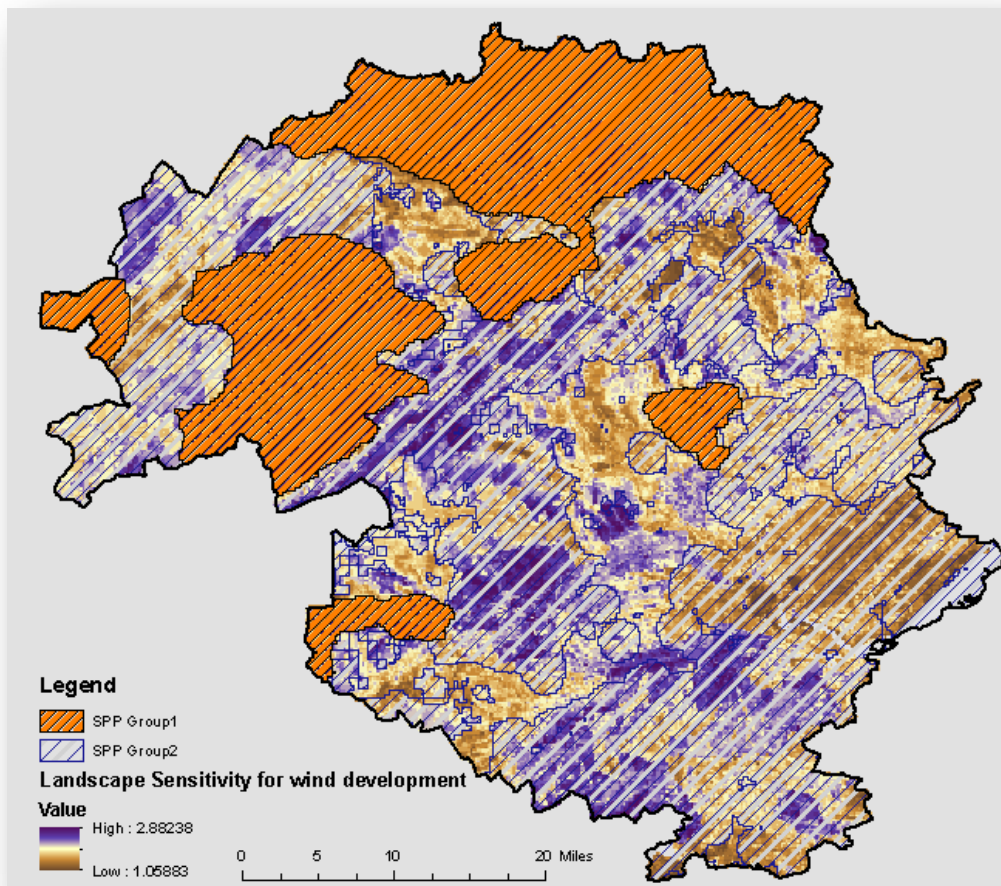 Legend
SPP Group1
SPP Group2
Landscape Sensitivity for wind development
Value
High : 2.88238
Low : 1.05883
0 5 10 20 Miles